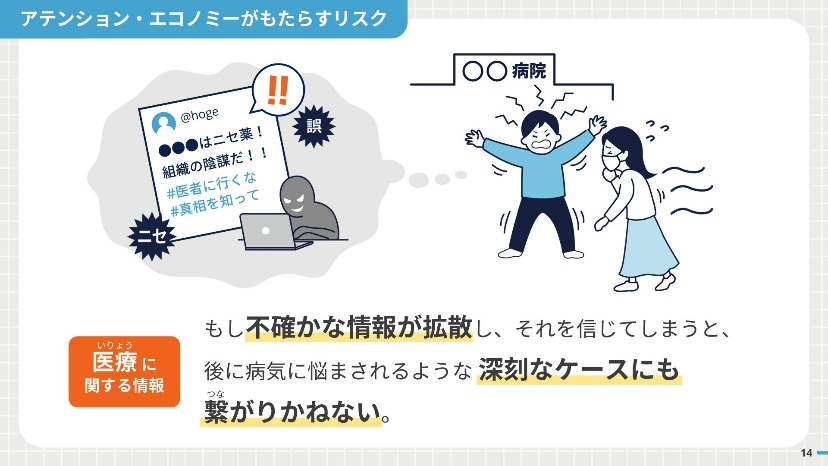 アテンション・エコノミーがもたらすリスク
@hoge
●●●はニセ薬！
組織の陰謀だ！！
#医者に行くな
#真相を知って
!!
誤
ニセ
〇〇病院
いりょう
医療に
関する情報
もし不確かな情報が拡散し、それを信じてしまうと、
後に病気に悩まされるような深刻なケースにも
つな
繋がりかねない。
14